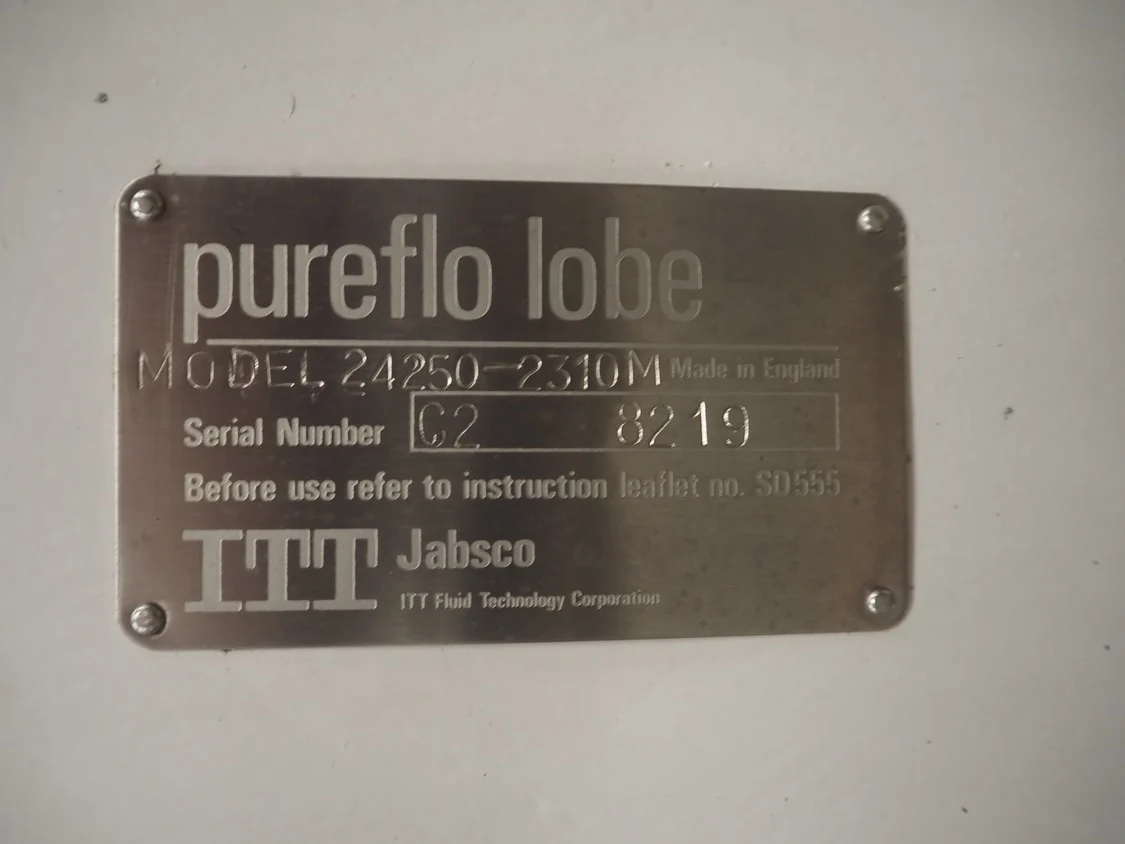 pureflo lobe
MODEL 24250-2310M Made in England
Serial Number C2 8219
Before use refer to instruction leaflet no. SD555
ITT Jabsco
ITT Fluid Technology Corporation